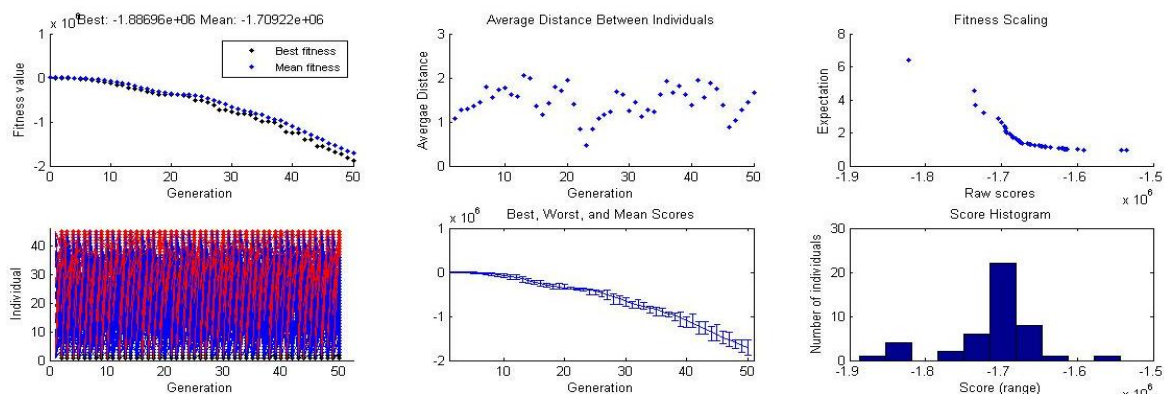 x 10^6
Best: -1.88696e+06 Mean: -1.70922e+06
Fitness value
1
0
-1
-2
Best fitness
Mean fitness
0 10 20 30 40 50
Generation
Average Distance Between Individuals
Avergae Distance
3
2
1
0
10 20 30 40 50
Generation
Fitness Scaling
Expectation
8
6
4
2
0
-1.9 -1.8 -1.7 -1.6 -1.5
Raw scores
x 10^6
Individual
40
30
20
10
0
0 10 20 30 40 50
Generation
x 10^6
Best, Worst, and Mean Scores
1
0
-1
-2
10 20 30 40 50
Generation
Score Histogram
Number of individuals
30
20
10
0
-1.9 -1.8 -1.7 -1.6 -1.5
Score (range)
x 10^6